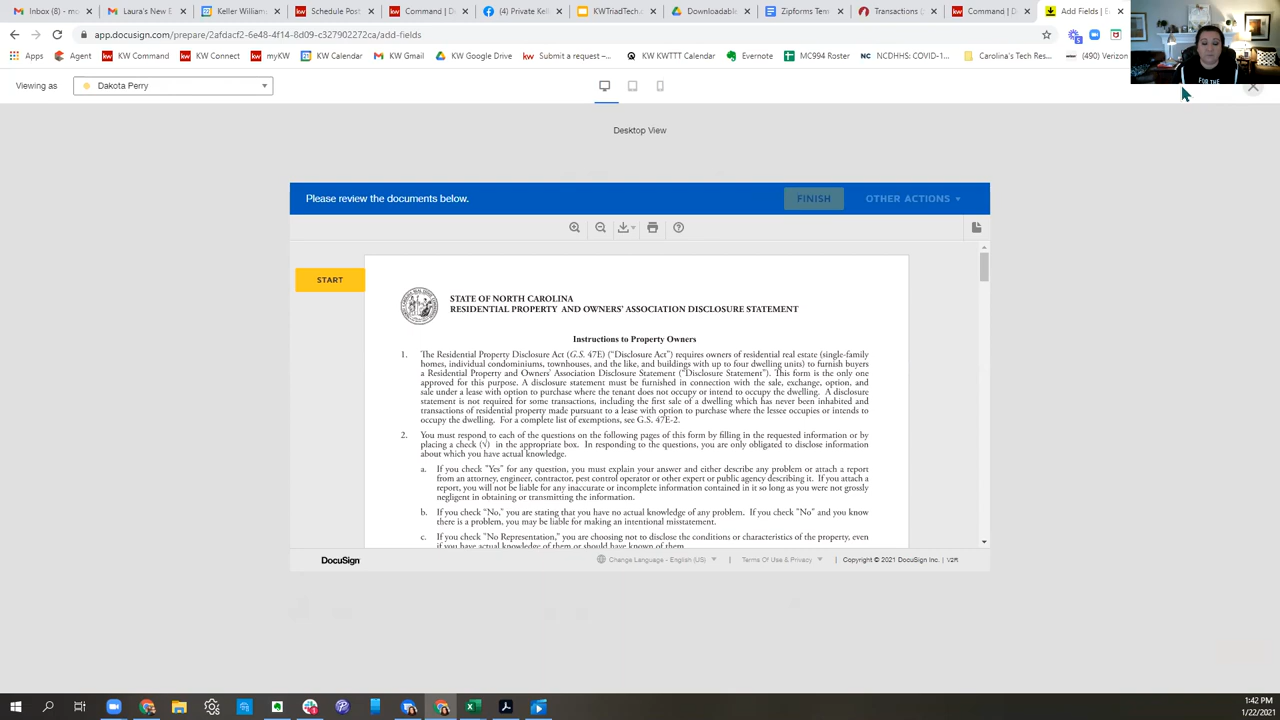 Inbox (8) - mo
Laura's New E
Keller William
Schedule Post
Command | D
(4) Private Kel
KWTriadTech.c
Downloadable
Zipforms Term
Transactions (
Command | D
Add Fields | E
app.docusign.com/prepare/2afdacf2-6e48-4f14-8d09-c327902272ca/add-fields
Apps
Agent
KW Command
KW Connect
myKW
KW Calendar
KW Gmail
KW Google Drive
Submit a request –...
KW KWTTT Calendar
Evernote
MC994 Roster
NCDHHS: COVID-1...
Carolina's Tech Res...
(490) Verizon
FOR THE
Viewing as
Dakota Perry
Desktop View
Please review the documents below.
FINISH
OTHER ACTIONS
START
STATE OF NORTH CAROLINA
RESIDENTIAL PROPERTY AND OWNERS' ASSOCIATION DISCLOSURE STATEMENT
Instructions to Property Owners
1. The Residential Property Disclosure Act (G.S. 47E) ("Disclosure Act") requires owners of residential real estate (single-family
homes, individual condominiums, townhouses, and the like, and buildings with up to four dwelling units) to furnish buyers
a Residential Property and Owners' Association Disclosure Statement ("Disclosure Statement"). This form is the only one
approved for this purpose. A disclosure statement must be furnished in connection with the sale, exchange, option, and
sale under a lease with option to purchase where the tenant does not occupy or intend to occupy the dwelling. A disclosure
statement is not required for some transactions, including the first sale of a dwelling which has never been inhabited and
transactions of residential property made pursuant to a lease with option to purchase where the lessee occupies or intends to
occupy the dwelling. For a complete list of exemptions, see G.S. 47E-2.
2. You must respond to each of the questions on the following pages of this form by filling in the requested information or by
placing a check (√) in the appropriate box. In responding to the questions, you are only obligated to disclose information
about which you have actual knowledge.
a. If you check "Yes" for any question, you must explain your answer and either describe any problem or attach a report
from an attorney, engineer, contractor, pest control operator or other expert or public agency describing it. If you attach a
report, you will not be liable for any inaccurate or incomplete information contained in it so long as you were not grossly
negligent in obtaining or transmitting the information.
b. If you check "No," you are stating that you have no actual knowledge of any problem. If you check "No" and you know
there is a problem, you may be liable for making an intentional misstatement.
c. If you check "No Representation," you are choosing not to disclose the conditions or characteristics of the property, even
if you have actual knowledge of them or should have known of them.
DocuSign
Change Language - English (US)
Terms Of Use & Privacy
Copyright © 2021 DocuSign Inc. | V2R
1:42 PM
1/22/2021